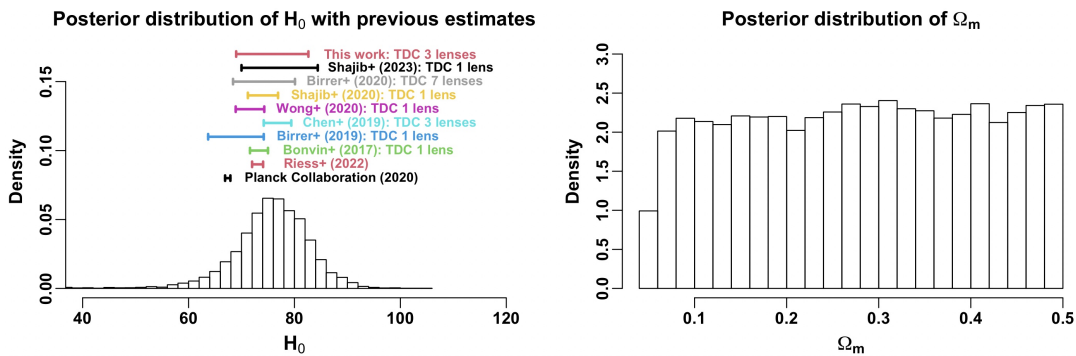 Posterior distribution of H₀ with previous estimates
This work: TDC 3 lenses
Shajib+ (2023): TDC 1 lens
Birrer+ (2020): TDC 7 lenses
Shajib+ (2020): TDC 1 lens
Wong+ (2020): TDC 1 lens
Chen+ (2019): TDC 3 lenses
Birrer+ (2019): TDC 1 lens
Bonvin+ (2017): TDC 1 lens
Riess+ (2022)
Planck Collaboration (2020)
Density
0.15
0.10
0.05
0.00
40 60 80 100 120
H₀
Posterior distribution of Ωₘ
Density
3.0
2.5
2.0
1.5
1.0
0.5
0.0
0.1 0.2 0.3 0.4 0.5
Ωₘ